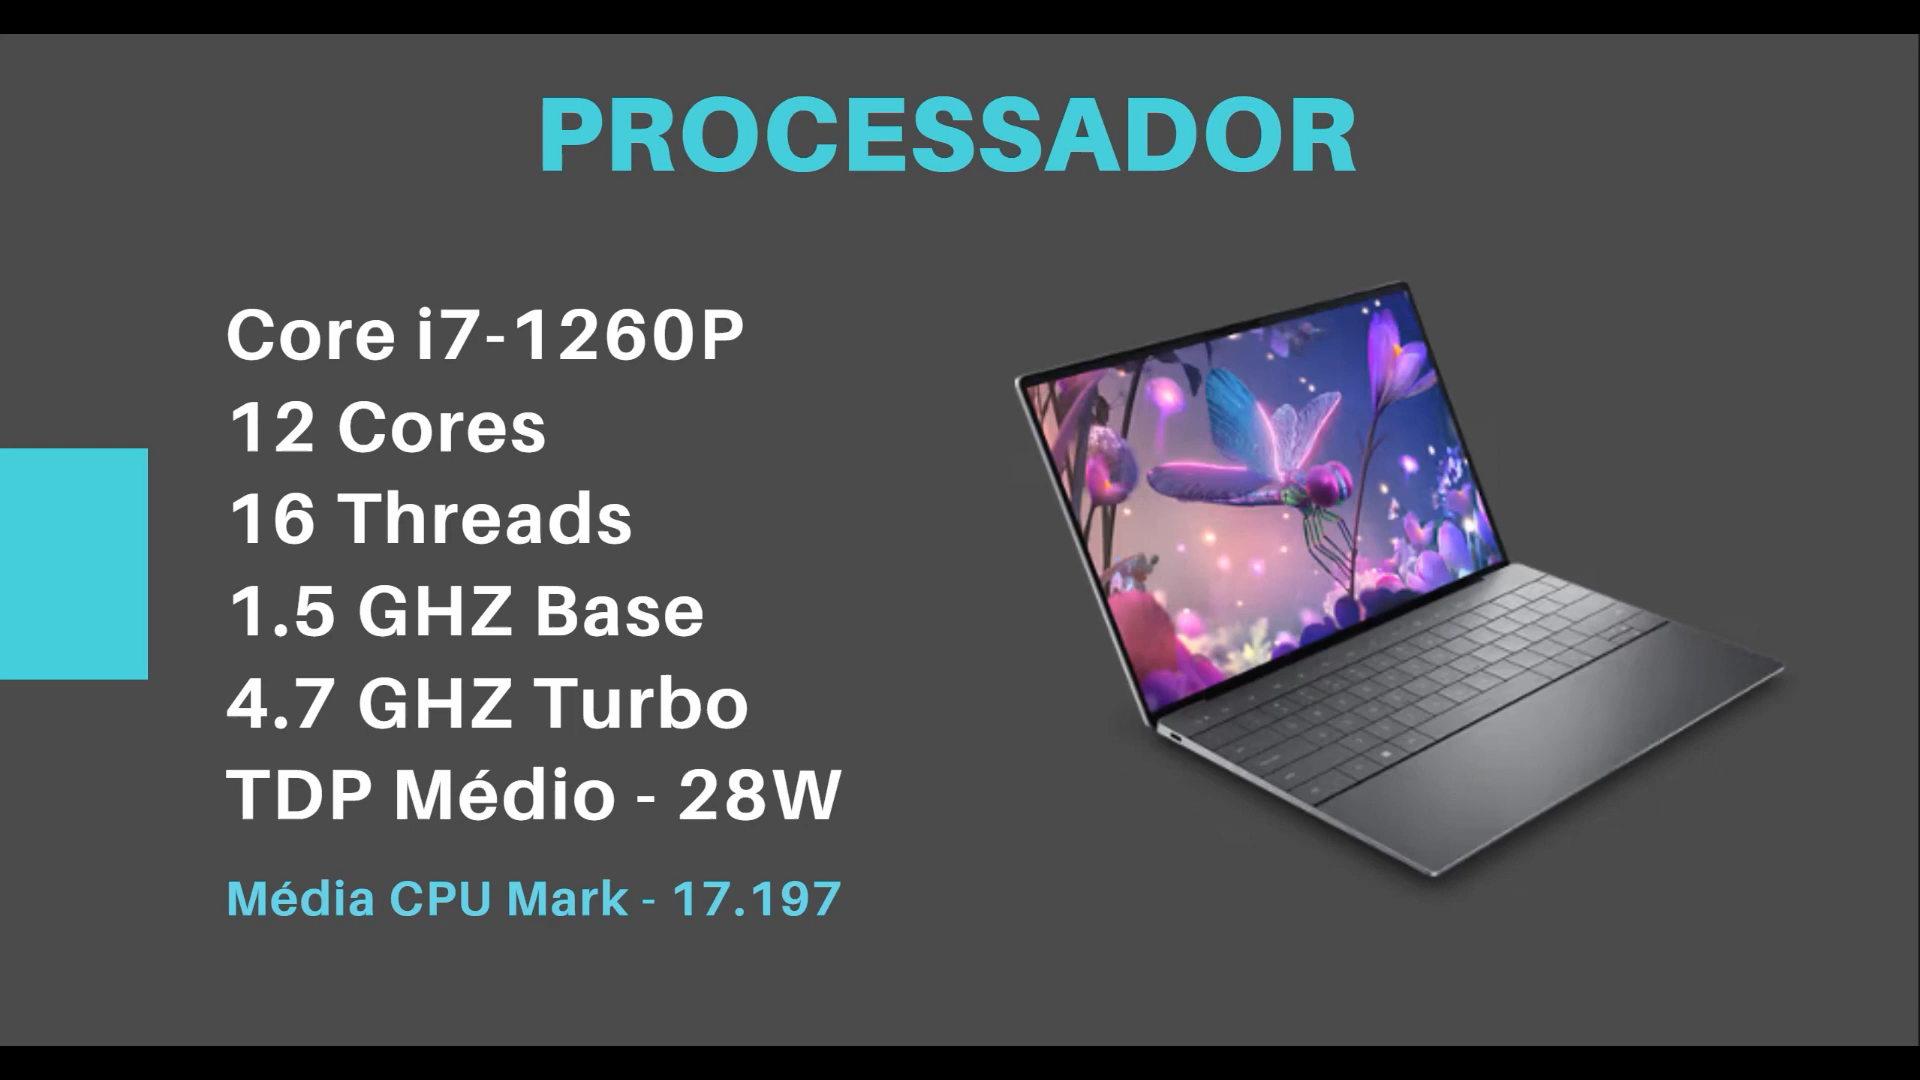 PROCESSADOR
Core i7-1260P
12 Cores
16 Threads
1.5 GHZ Base
4.7 GHZ Turbo
TDP Médio - 28W
Média CPU Mark - 17.197